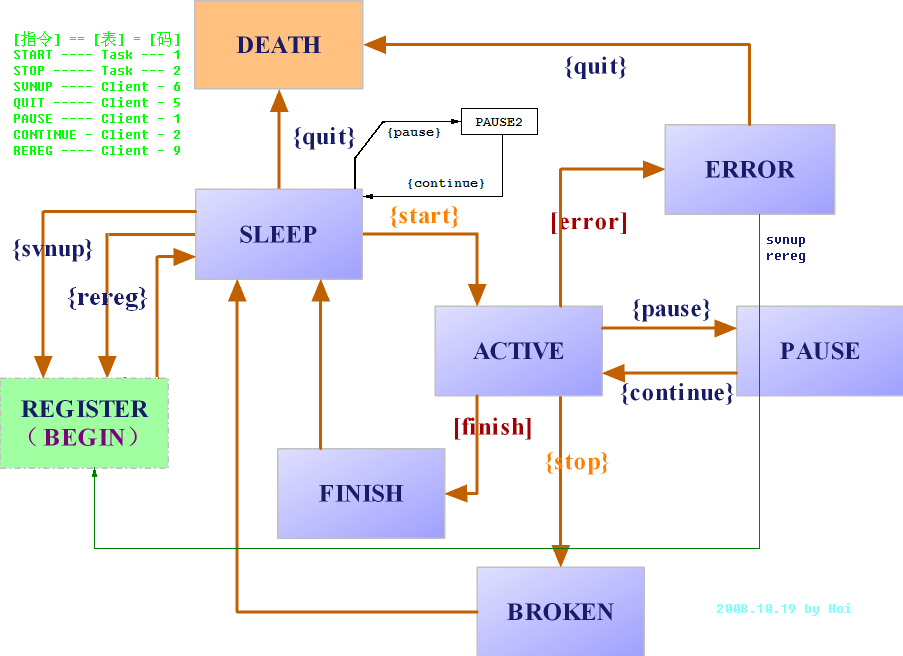 [指令] == [表] = [码]
START ---- Task --- 1
STOP ----- Task --- 2
SVNUP ---- Client - 6
QUIT ----- Client - 5
PAUSE ---- Client - 1
CONTINUE - Client - 2
REREG ---- Client - 9
DEATH
{quit}
{quit}
{pause}
PAUSE2
{continue}
ERROR
SLEEP
{start}
[error]
svnup
rereg
{svnup}
{rereg}
{pause}
ACTIVE
PAUSE
{continue}
REGISTER
（BEGIN）
[finish]
{stop}
FINISH
BROKEN
2008.10.19 by Hoi